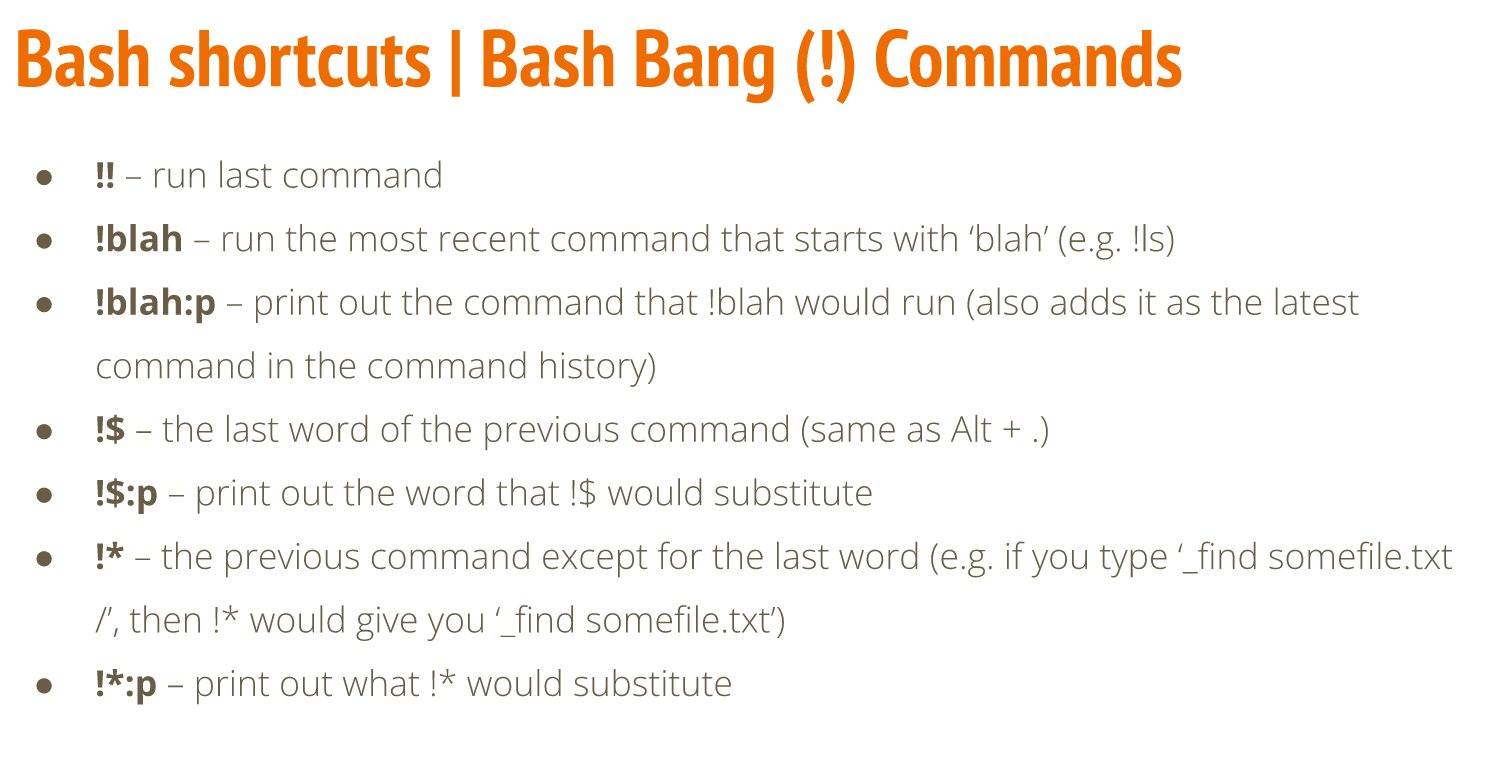 Bash shortcuts | Bash Bang (!) Commands
● !! – run last command
● !blah – run the most recent command that starts with ‘blah’ (e.g. !ls)
● !blah:p – print out the command that !blah would run (also adds it as the latest
command in the command history)
● !$ – the last word of the previous command (same as Alt + .)
● !$:p – print out the word that !$ would substitute
● !* – the previous command except for the last word (e.g. if you type ‘_find somefile.txt
/’, then !* would give you ‘_find somefile.txt’)
● !*:p – print out what !* would substitute